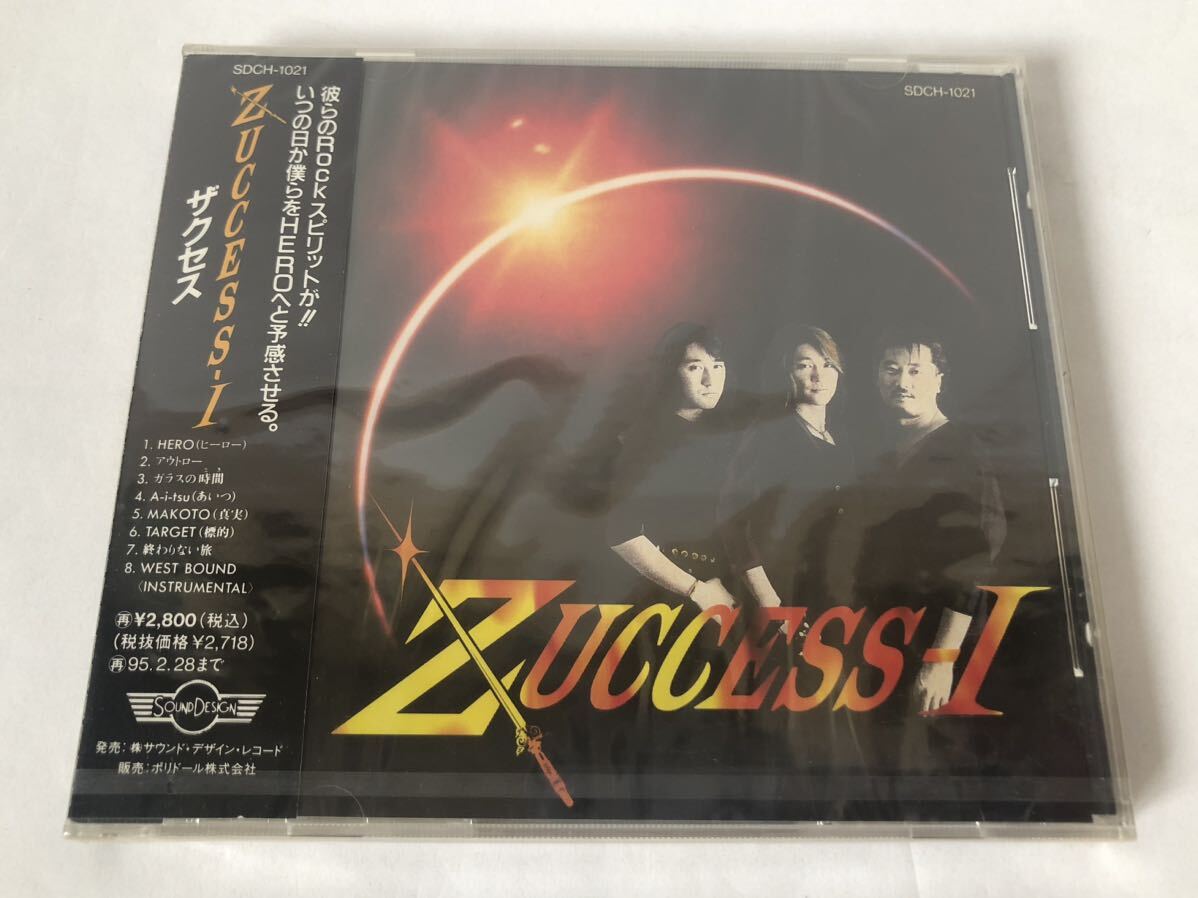 SDCH-1021
ZUCCESS-I
ザクセス
彼らのRockスピリットが!!
いつの日か僕らをHEROへと予感させる。
1. HERO(ヒーロー)
2. アウトロー
3. ガラスの時間
とき
4. A-i-tsu(あいつ)
5. MAKOTO(真実)
6. TARGET(標的)
7. 終わりない旅
8. WEST BOUND
〈INSTRUMENTAL〉
再¥2,800(税込)
(税抜価格¥2,718)
再95.2.28まで
SOUND DESIGN
発売:㈱サウンド・デザイン・レコード
販売:ポリドール株式会社
SDCH-1021
ZUCCESS-I